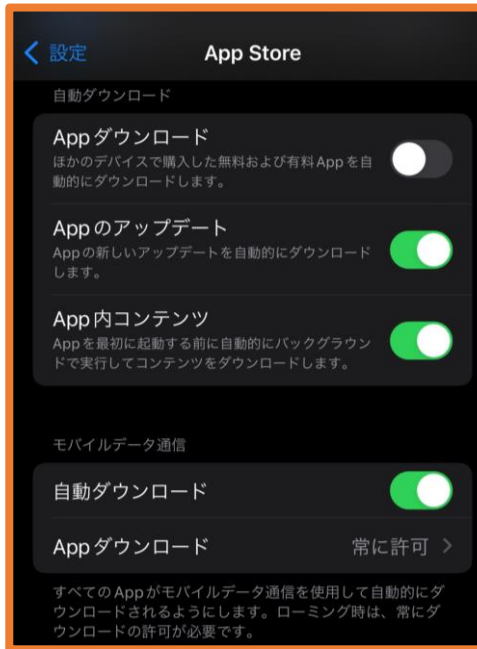 設定
App Store
自動ダウンロード
Appダウンロード
ほかのデバイスで購入した無料および有料Appを自
動的にダウンロードします。
Appのアップデート
Appの新しいアップデートを自動的にダウンロード
します。
App内コンテンツ
Appを最初に起動する前に自動的にバックグラウン
ドで実行してコンテンツをダウンロードします。
モバイルデータ通信
自動ダウンロード
Appダウンロード 常に許可
すべてのAppがモバイルデータ通信を使用して自動的にダ
ウンロードされるようにします。ローミング時は、常にダ
ウンロードの許可が必要です。